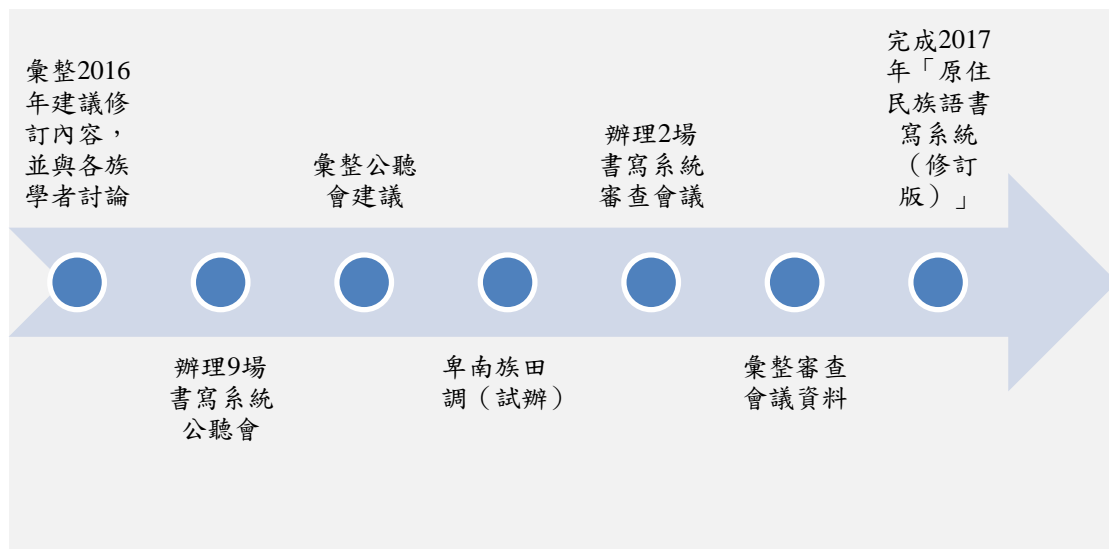 彙整2016
年建議修
訂內容，
並與各族
學者討論
辦理9場
書寫系統
公聽會
彙整公聽
會建議
卑南族田
調（試辦）
辦理2場
書寫系統
審查會議
彙整審查
會議資料
完成2017
年「原住
民族語書
寫系統
（修訂
版）」